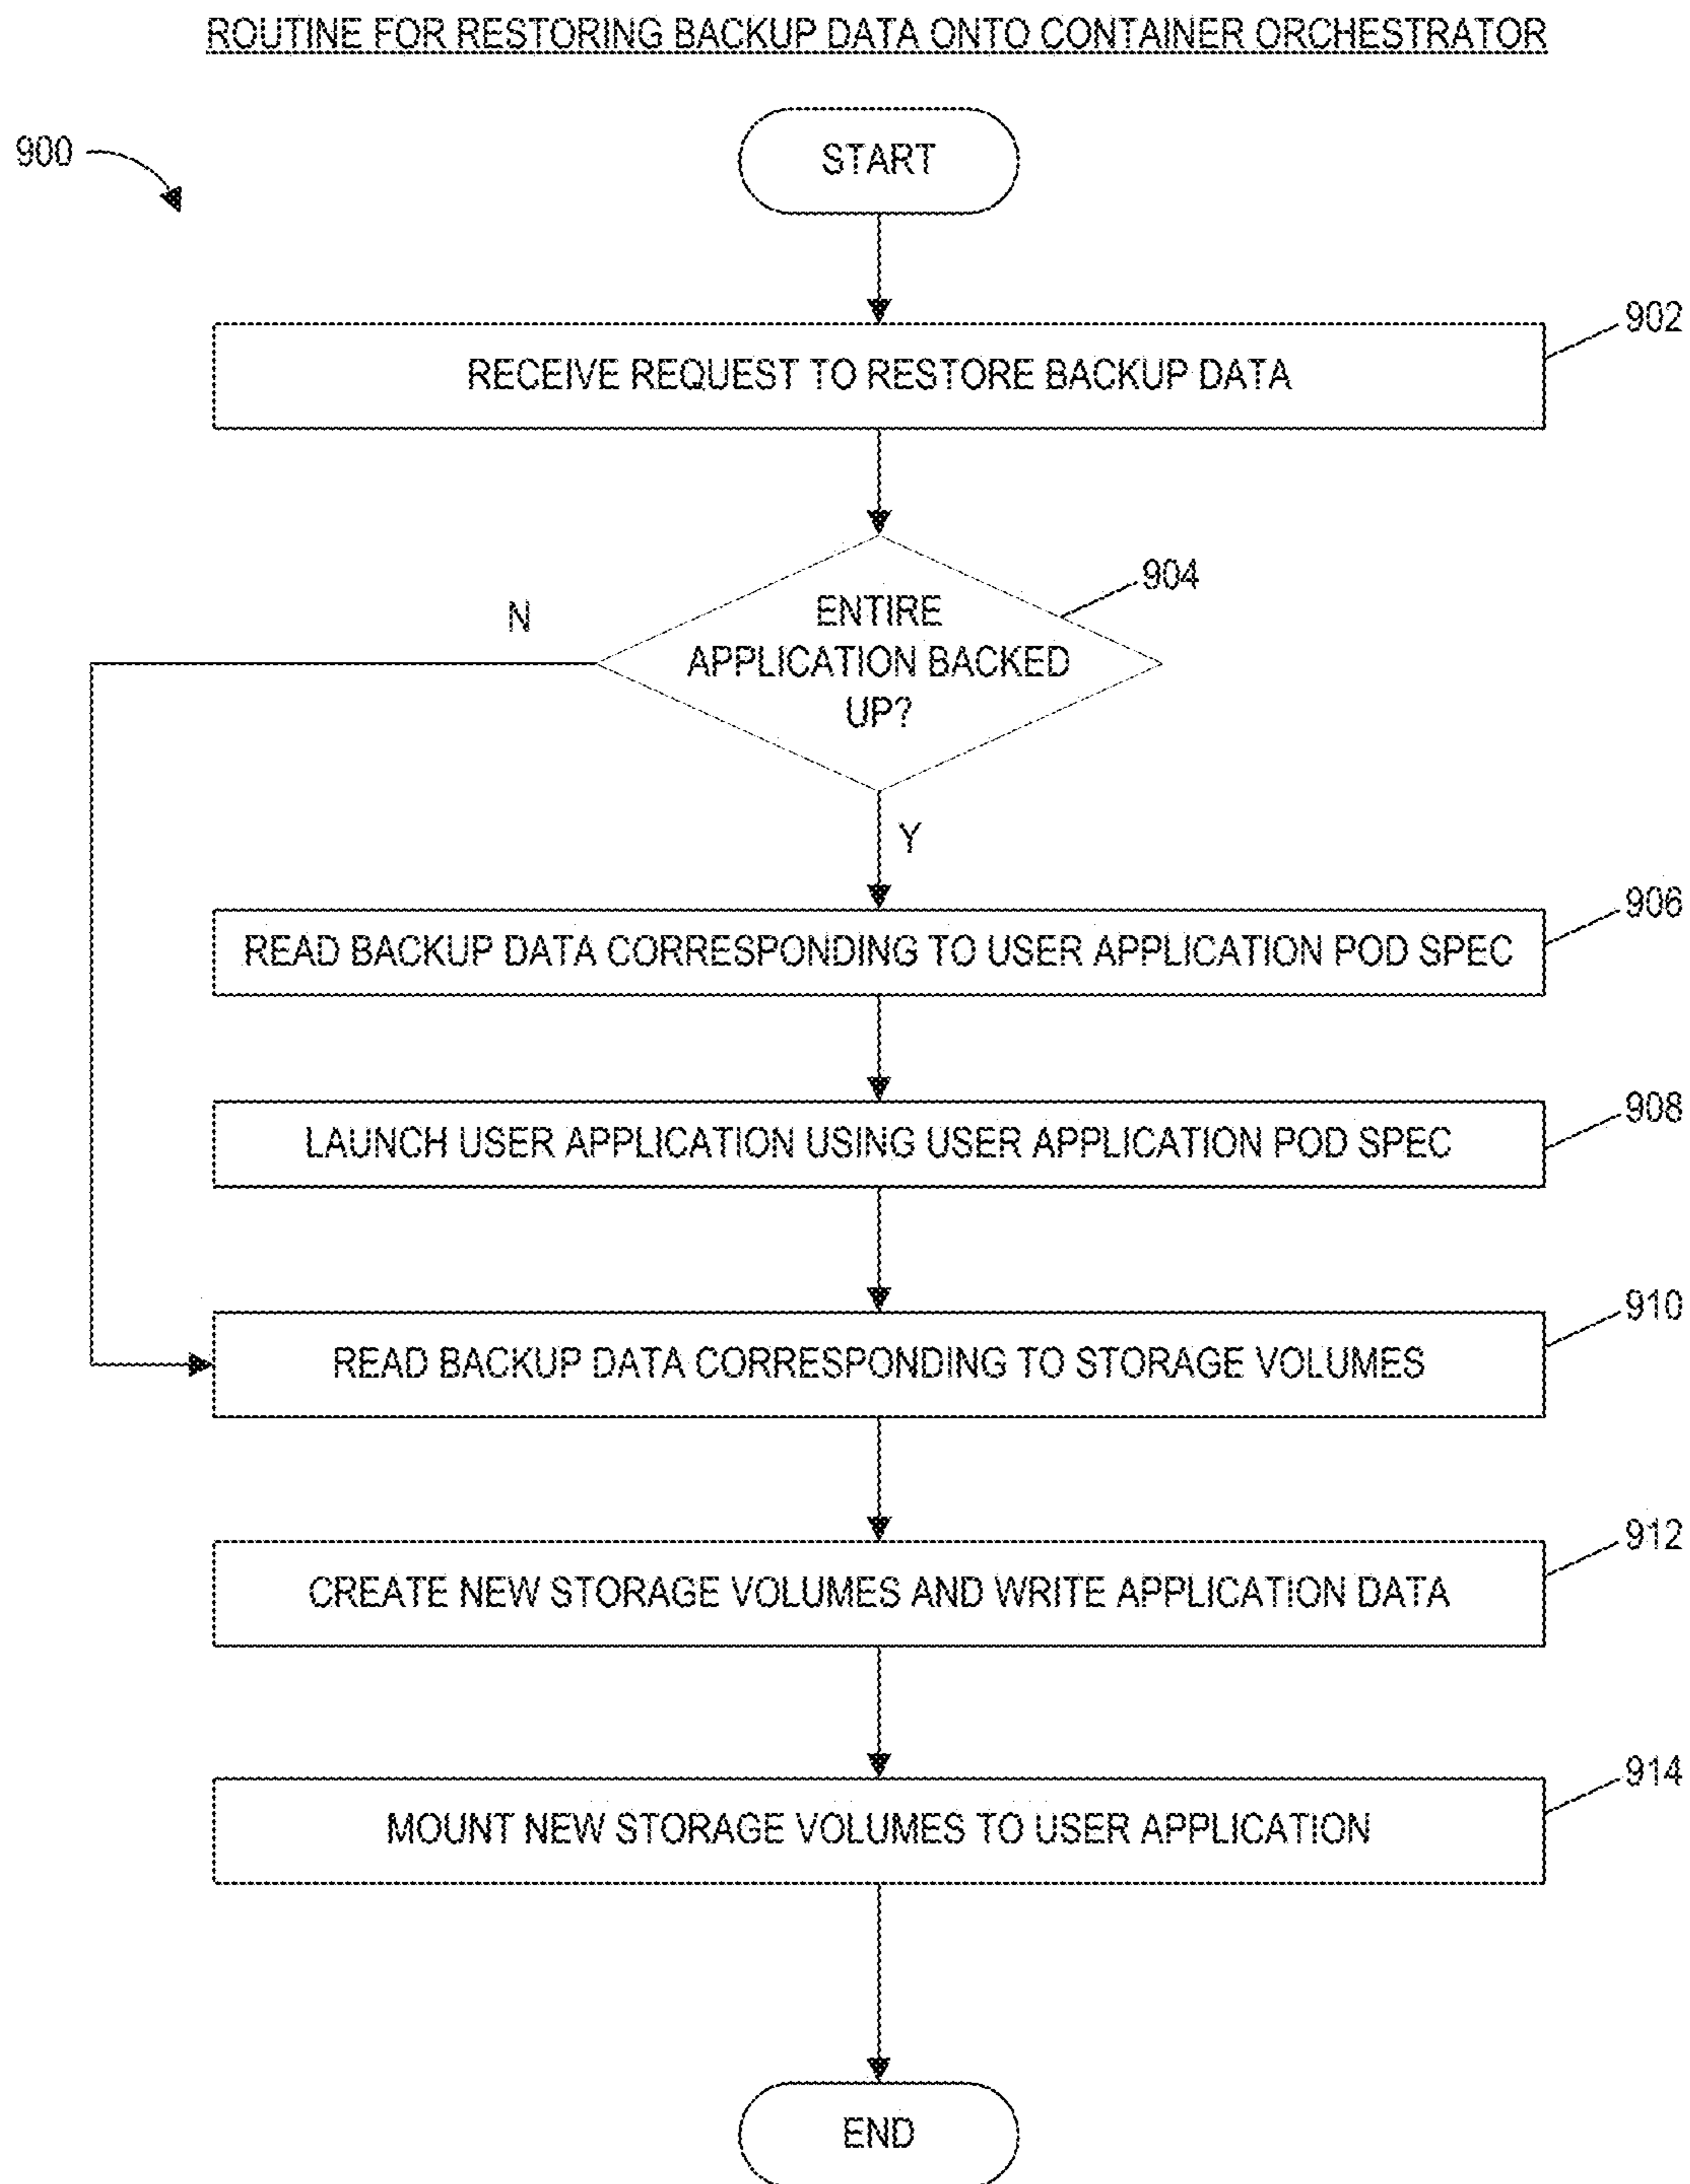 ROUTINE FOR RESTORING BACKUP DATA ONTO CONTAINER ORCHESTRATOR
900
START
902
RECEIVE REQUEST TO RESTORE BACKUP DATA
904
N
ENTIRE
APPLICATION BACKED
UP?
Y
906
READ BACKUP DATA CORRESPONDING TO USER APPLICATION POD SPEC
908
LAUNCH USER APPLICATION USING USER APPLICATION POD SPEC
910
READ BACKUP DATA CORRESPONDING TO STORAGE VOLUMES
912
CREATE NEW STORAGE VOLUMES AND WRITE APPLICATION DATA
914
MOUNT NEW STORAGE VOLUMES TO USER APPLICATION
END